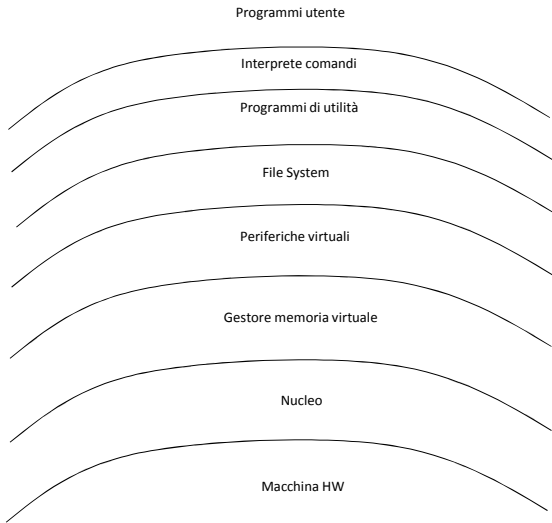 Programmi utente
Interprete comandi
Programmi di utilità
File System
Periferiche virtuali
Gestore memoria virtuale
Nucleo
Macchina HW